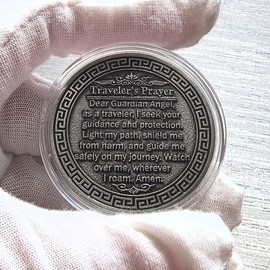 Traveler's Prayer
Dear Guardian Angel,
as a traveler, I seek your
guidance and protection.
Light my path, shield me
from harm, and guide me
safely on my journey. Watch
over me, wherever
I roam. Amen.